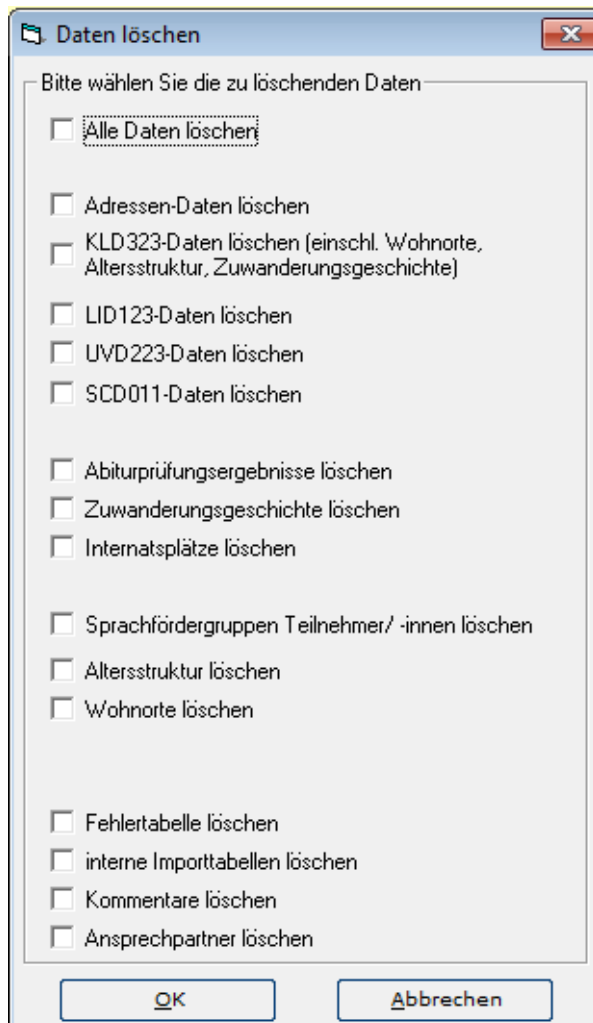 Daten löschen
Bitte wählen Sie die zu löschenden Daten
Alle Daten löschen
Adressen-Daten löschen
KLD323-Daten löschen (einschl. Wohnorte,
Altersstruktur, Zuwanderungsgeschichte)
LID123-Daten löschen
UVD223-Daten löschen
SCD011-Daten löschen
Abiturprüfungsergebnisse löschen
Zuwanderungsgeschichte löschen
Internatsplätze löschen
Sprachfördergruppen Teilnehmer/ -innen löschen
Altersstruktur löschen
Wohnorte löschen
Fehlertabelle löschen
interne Importtabellen löschen
Kommentare löschen
Ansprechpartner löschen
OK Abbrechen